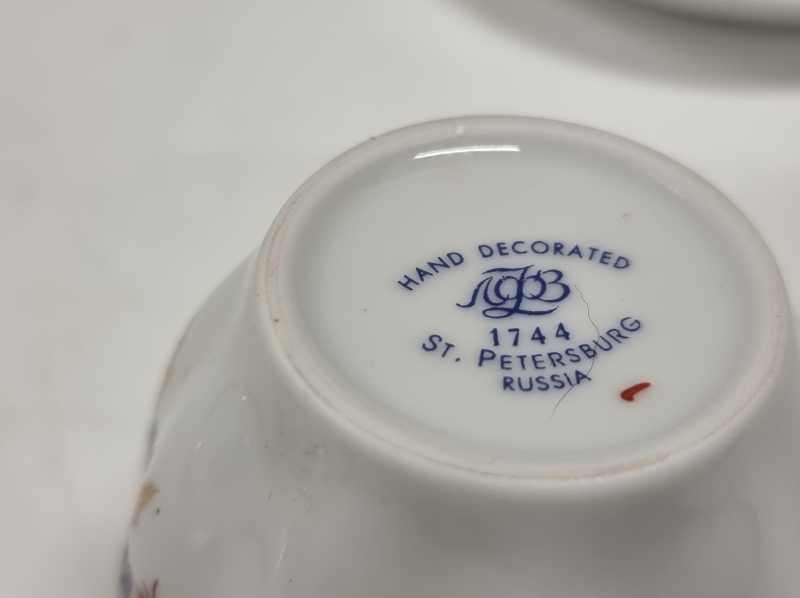 HAND DECORATED
ЛФЗ
1744
ST. PETERSBURG
RUSSIA